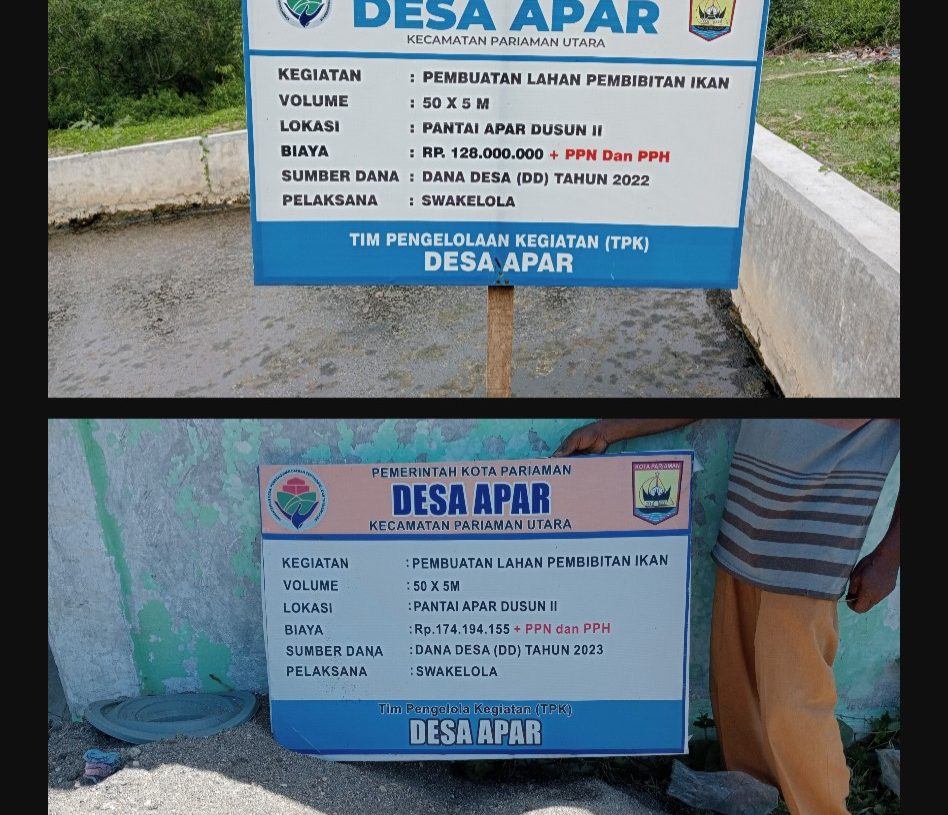 DESA APAR
KECAMATAN PARIAMAN UTARA
KEGIATAN : PEMBUATAN LAHAN PEMBIBITAN IKAN
VOLUME : 50 X 5 M
LOKASI : PANTAI APAR DUSUN II
BIAYA : RP. 128.000.000 + PPN Dan PPH
SUMBER DANA : DANA DESA (DD) TAHUN 2022
PELAKSANA : SWAKELOLA
TIM PENGELOLAAN KEGIATAN (TPK)
DESA APAR
PEMERINTAH KOTA PARIAMAN
DESA APAR
KECAMATAN PARIAMAN UTARA
KOTA PARIAMAN
KEGIATAN : PEMBUATAN LAHAN PEMBIBITAN IKAN
VOLUME : 50 X 5M
LOKASI : PANTAI APAR DUSUN II
BIAYA : Rp.174.194.155 + PPN dan PPH
SUMBER DANA : DANA DESA (DD) TAHUN 2023
PELAKSANA : SWAKELOLA
Tim Pengelola Kegiatan (TPK)
DESA APAR